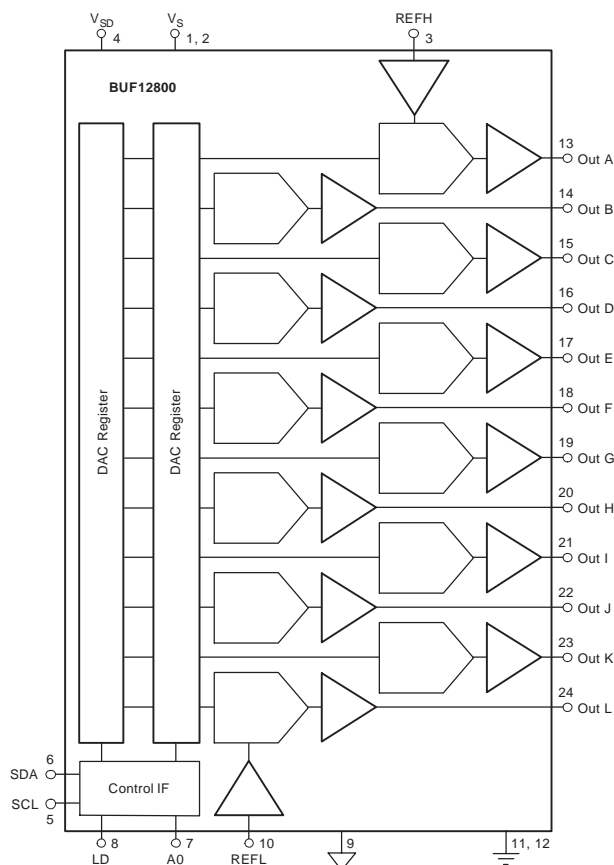 VSD VS REFH
4 1, 2 3
BUF12800
13
Out A
14
Out B
15
Out C
16
Out D
17
Out E
18
Out F
19
Out G
20
Out H
21
Out I
22
Out J
23
Out K
24
Out L
DAC Register
DAC Register
6
SDA
SCL
5
Control IF
8 7 10 9 11, 12
LD A0 REFL